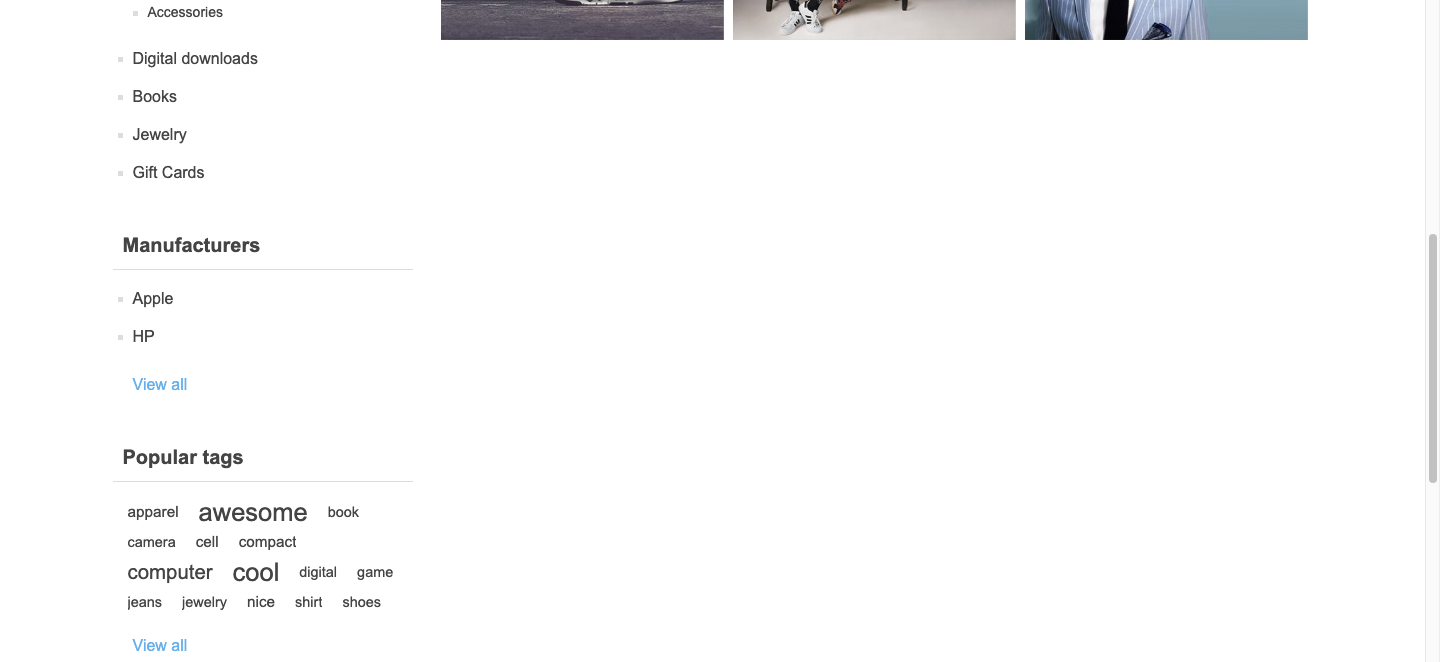 Accessories
Digital downloads
Books
Jewelry
Gift Cards
Manufacturers
Apple
HP
View all
Popular tags
apparel awesome book
camera cell compact
computer cool digital game
jeans jewelry nice shirt shoes
View all